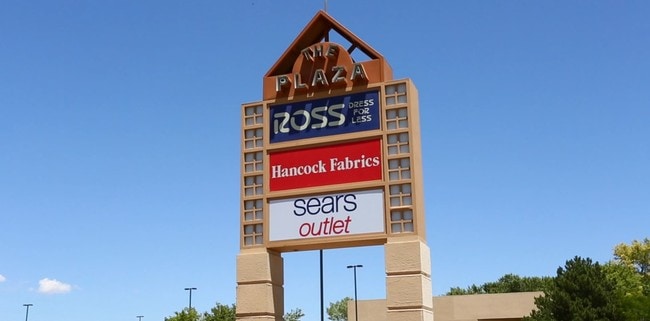 THE
PLAZA
ROSS DRESS
FOR
LESS
Hancock Fabrics
sears
outlet